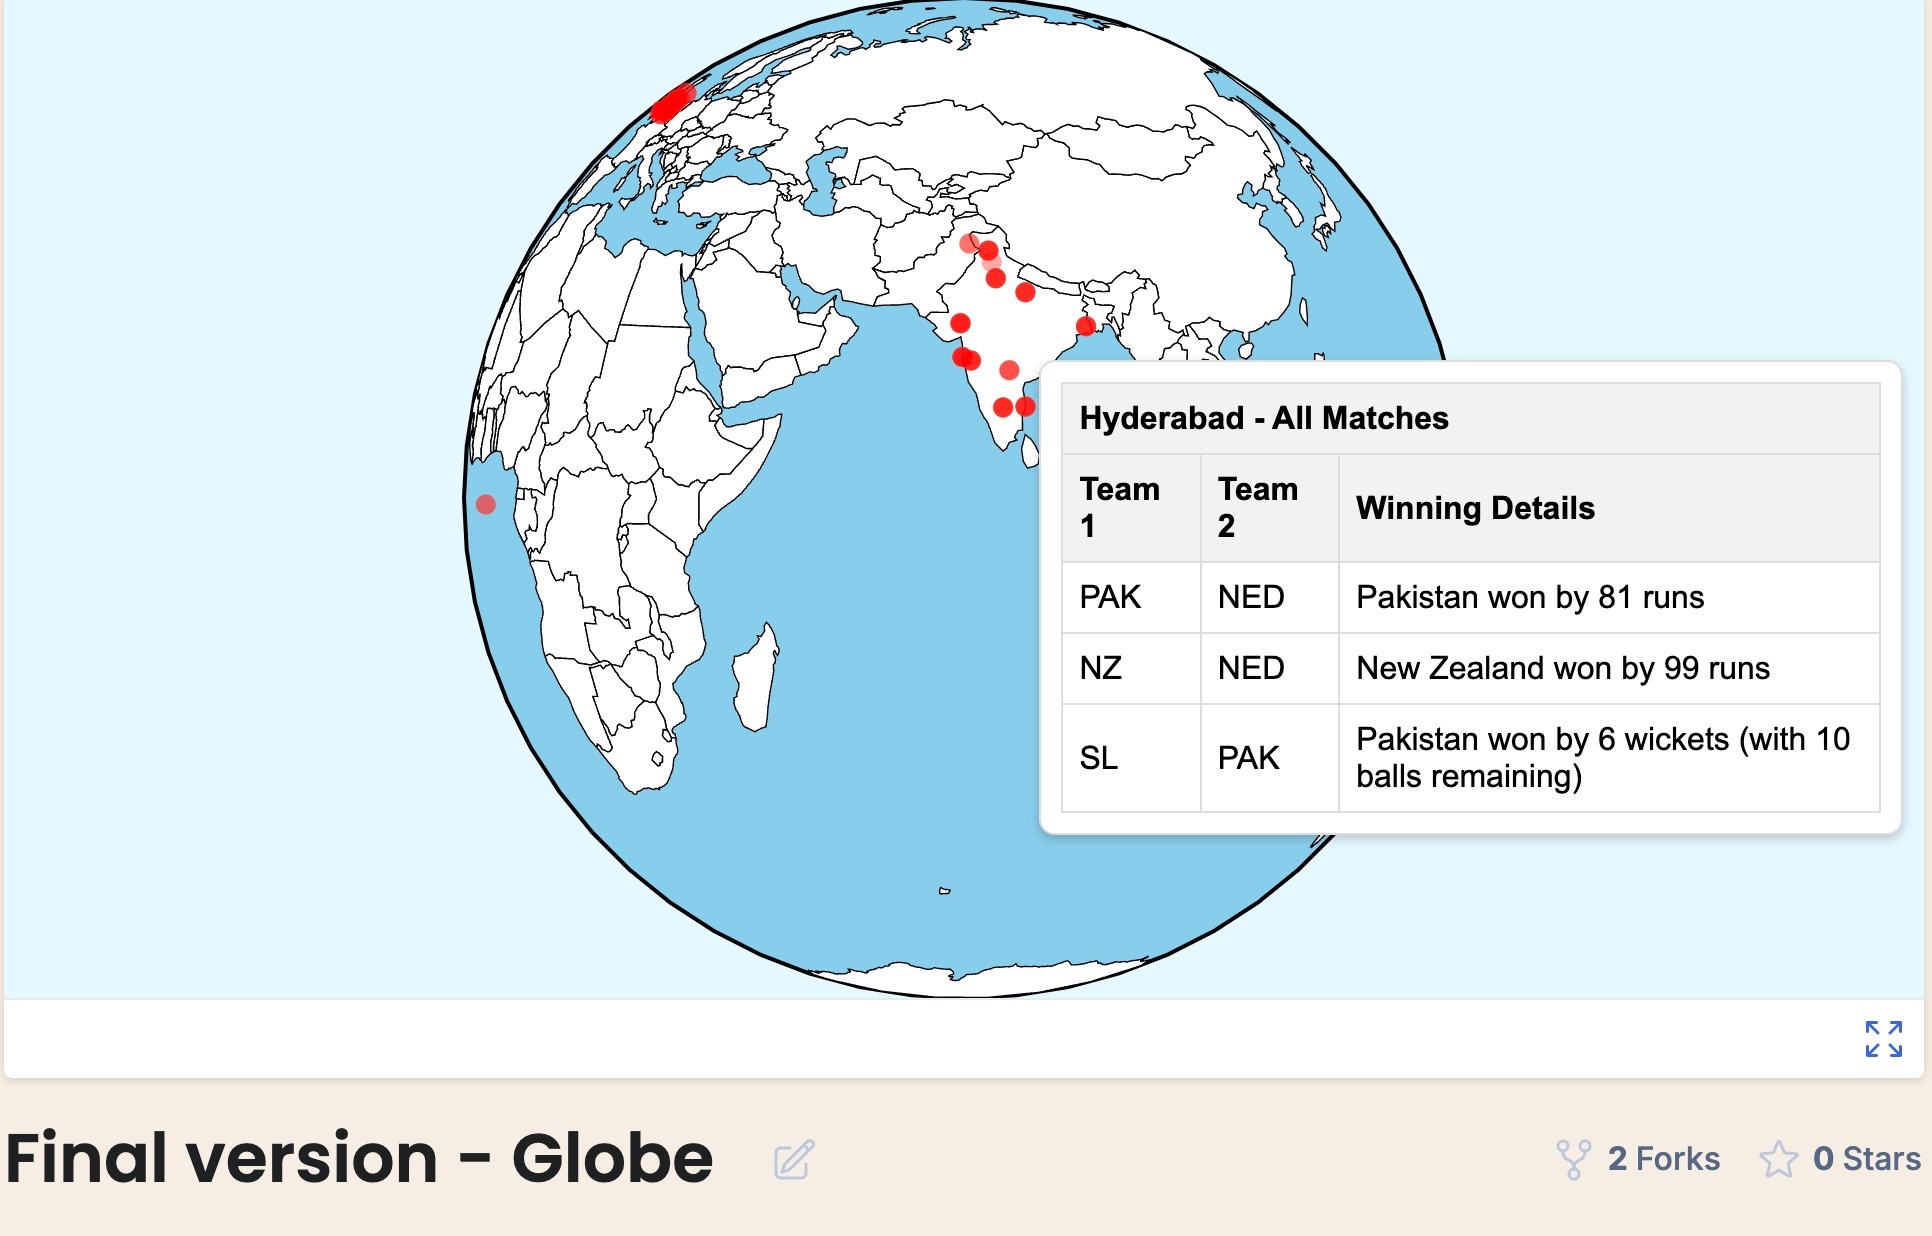 Hyderabad - All Matches
Team 1
Team 2
Winning Details
PAK
NED
Pakistan won by 81 runs
NZ
NED
New Zealand won by 99 runs
SL
PAK
Pakistan won by 6 wickets (with 10
balls remaining)
Final version - Globe
2 Forks
0 Stars